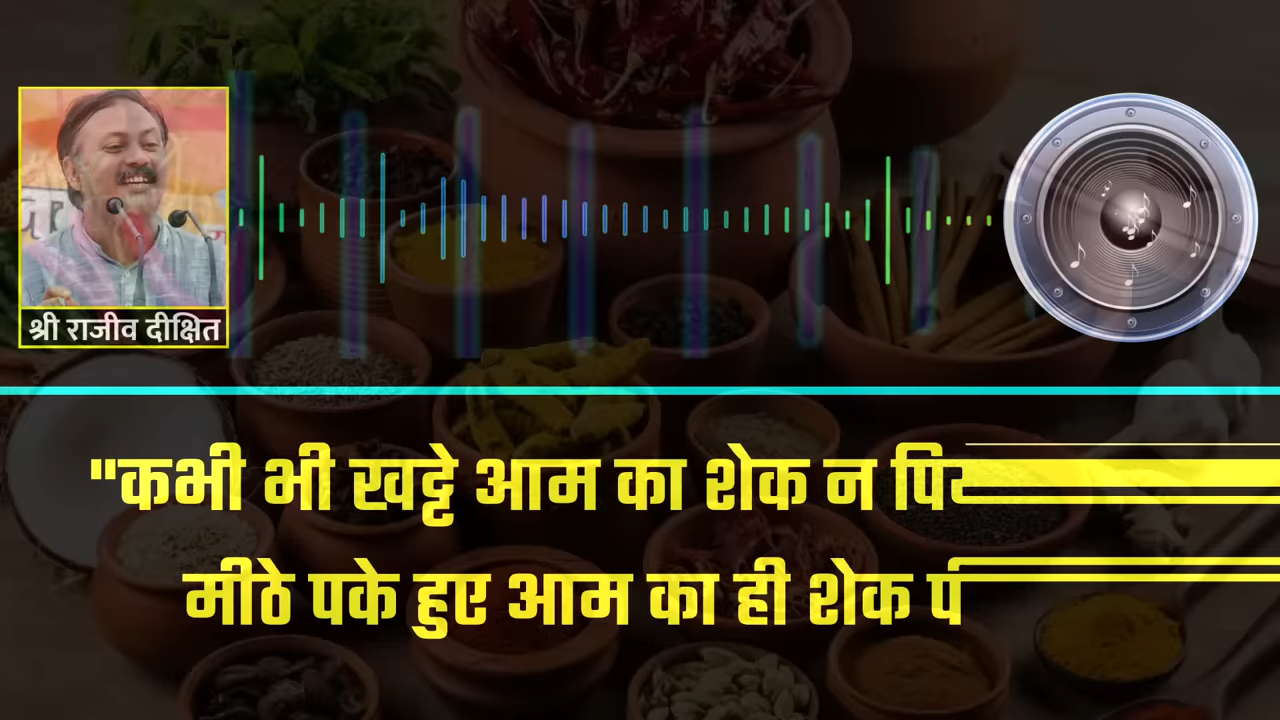 श्री राजीव दीक्षित
"कभी भी खट्टे आम का शेक न
मीठे पके हुए आम का ही शेक